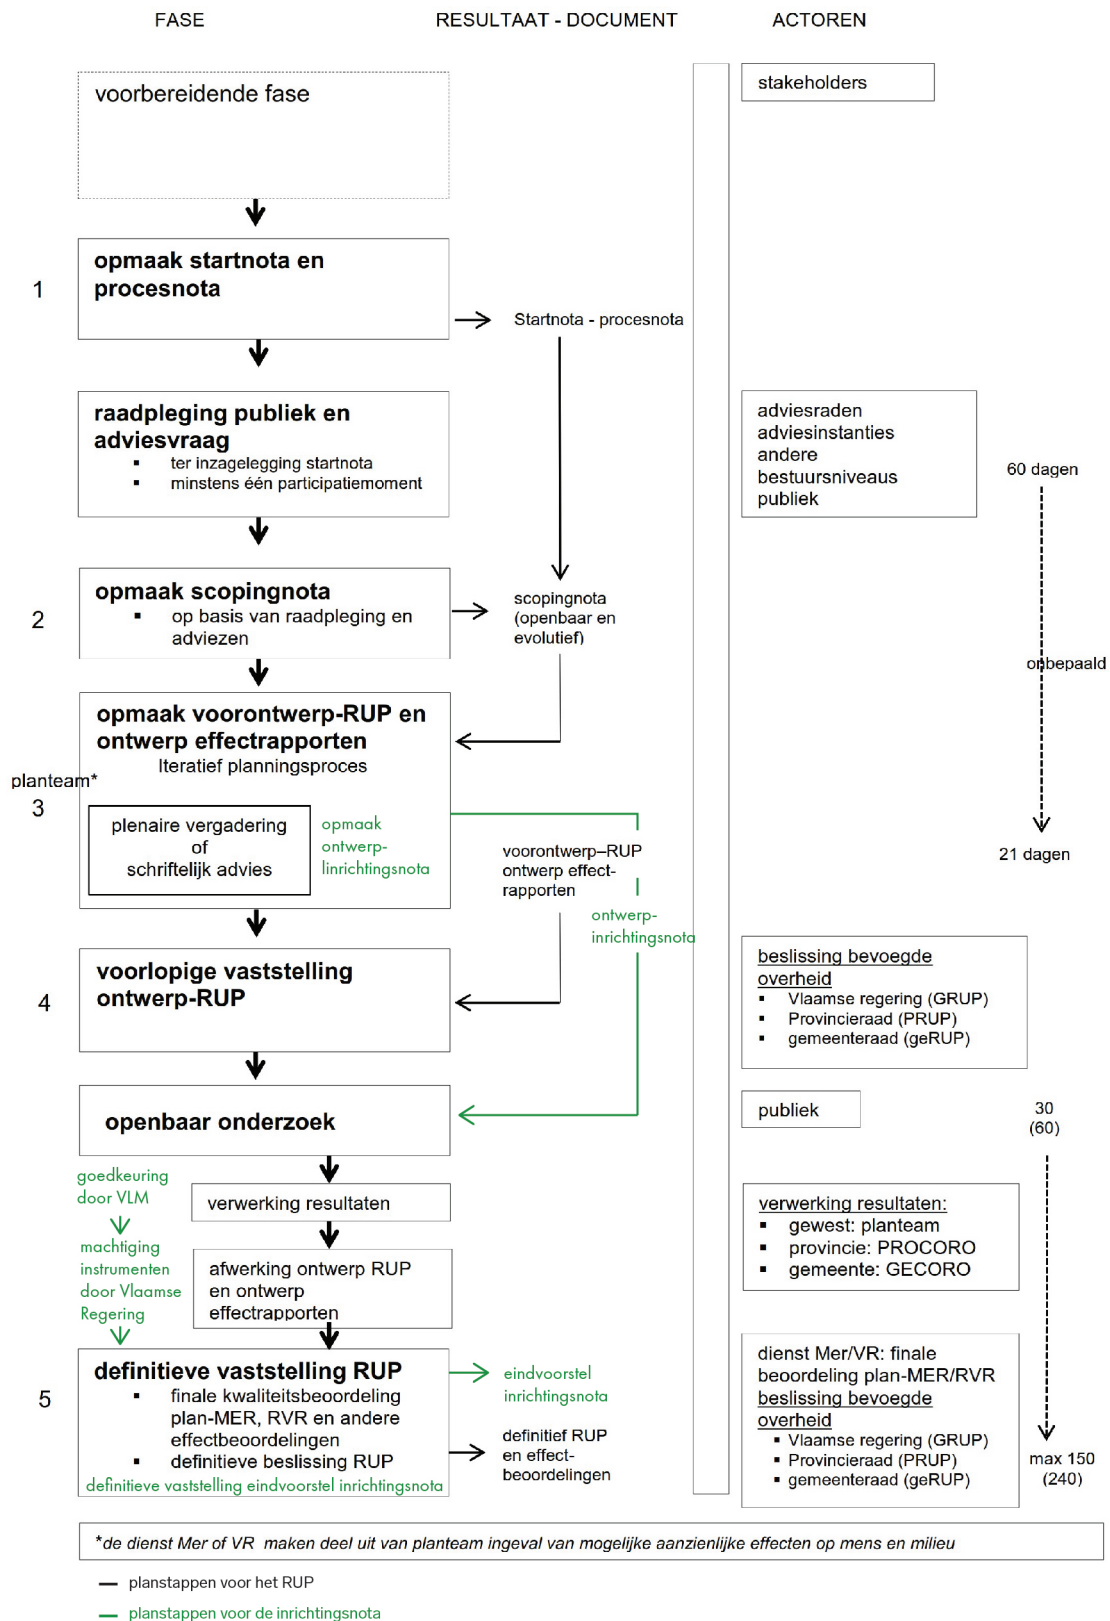 FASE
RESULTAAT - DOCUMENT
ACTOREN
voorbereidende fase
stakeholders
1
opmaak startnota en
procesnota
Startnota - procesnota
raadpleging publiek en
adviesvraag
▪ ter inzagelegging startnota
▪ minstens één participatiemoment
adviesraden
adviesinstanties
andere
bestuursniveaus
publiek
60 dagen
2
opmaak scopingnota
▪ op basis van raadpleging en
adviezen
scopingnota
(openbaar en
evolutief)
onbepaald
opmaak voorontwerp-RUP en
ontwerp effectrapporten
Iteratief planningsproces
planteam*
3
plenaire vergadering
of
schriftelijk advies
opmaak
ontwerp-
linrichtingsnota
voorontwerp–RUP
ontwerp effect-
rapporten
21 dagen
ontwerp-
inrichtingsnota
4
voorlopige vaststelling
ontwerp-RUP
beslissing bevoegde
overheid
▪ Vlaamse regering (GRUP)
▪ Provincieraad (PRUP)
▪ gemeenteraad (geRUP)
openbaar onderzoek
publiek
30
(60)
goedkeuring
door VLM
verwerking resultaten
verwerking resultaten:
▪ gewest: planteam
▪ provincie: PROCORO
▪ gemeente: GECORO
machtiging
instrumenten
door Vlaamse
Regering
afwerking ontwerp RUP
en ontwerp
effectrapporten
5
definitieve vaststelling RUP
▪ finale kwaliteitsbeoordeling
plan-MER, RVR en andere
effectbeoordelingen
▪ definitieve beslissing RUP
definitieve vaststelling eindvoorstel inrichtingsnota
eindvoorstel
inrichtingsnota
definitief RUP
en effect-
beoordelingen
dienst Mer/VR: finale
beoordeling plan-MER/RVR
beslissing bevoegde
overheid
▪ Vlaamse regering (GRUP)
▪ Provincieraad (PRUP)
▪ gemeenteraad (geRUP)
max 150
(240)
*de dienst Mer of VR maken deel uit van planteam ingeval van mogelijke aanzienlijke effecten op mens en milieu
planstappen voor het RUP
planstappen voor de inrichtingsnota